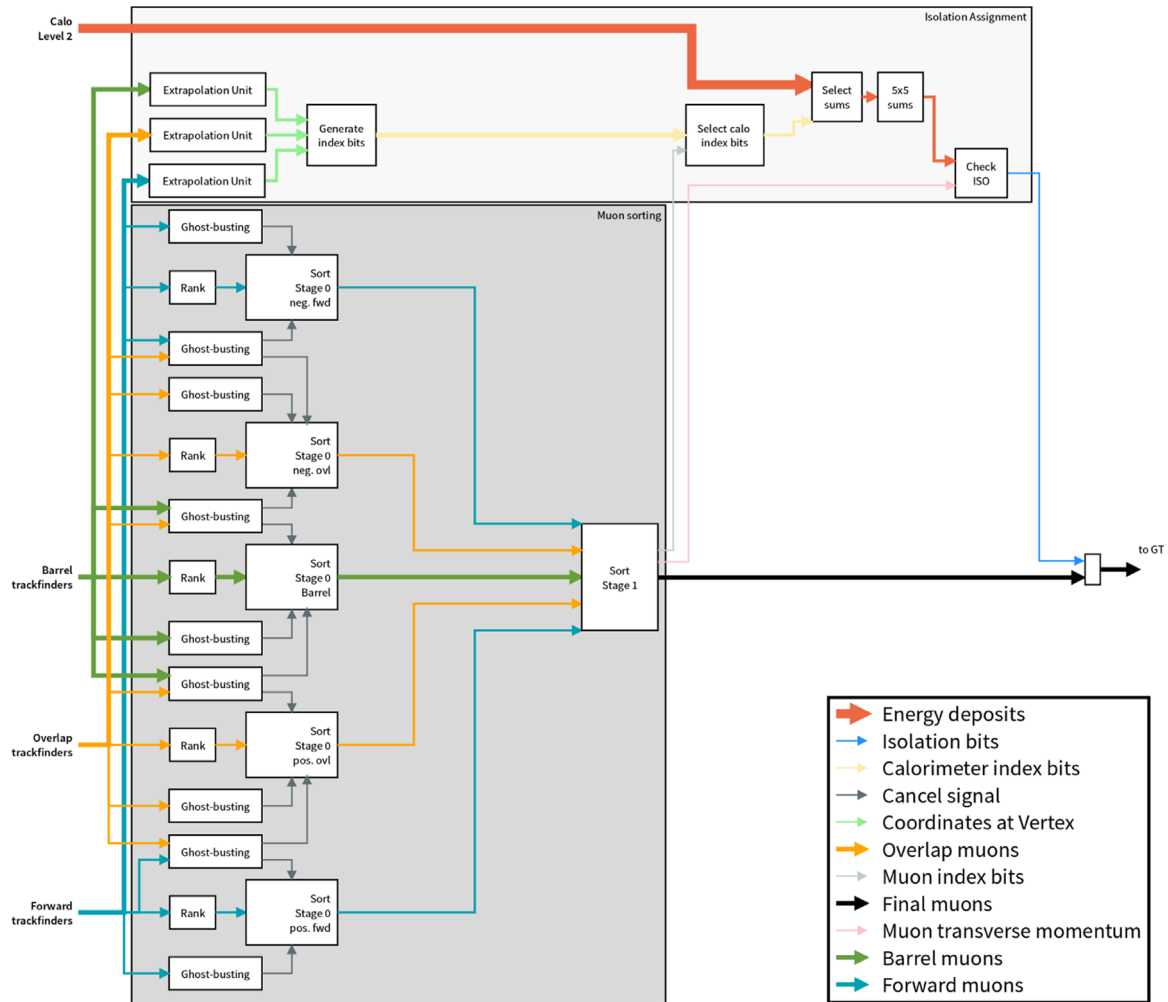 Calo
Level 2
Isolation Assignment
Extrapolation Unit
Extrapolation Unit
Extrapolation Unit
Generate
index bits
Select calo
index bits
Select
sums
5x5
sums
Check
ISO
Muon sorting
Ghost-busting
Rank
Sort
Stage 0
neg. fwd
Ghost-busting
Ghost-busting
Rank
Sort
Stage 0
neg. ovl
Ghost-busting
Barrel
trackfinders
Rank
Sort
Stage 0
Barrel
Ghost-busting
Ghost-busting
Overlap
trackfinders
Rank
Sort
Stage 0
pos. ovl
Ghost-busting
Ghost-busting
Forward
trackfinders
Rank
Sort
Stage 0
pos. fwd
Ghost-busting
Sort
Stage 1
to GT
Energy deposits
Isolation bits
Calorimeter index bits
Cancel signal
Coordinates at Vertex
Overlap muons
Muon index bits
Final muons
Muon transverse momentum
Barrel muons
Forward muons